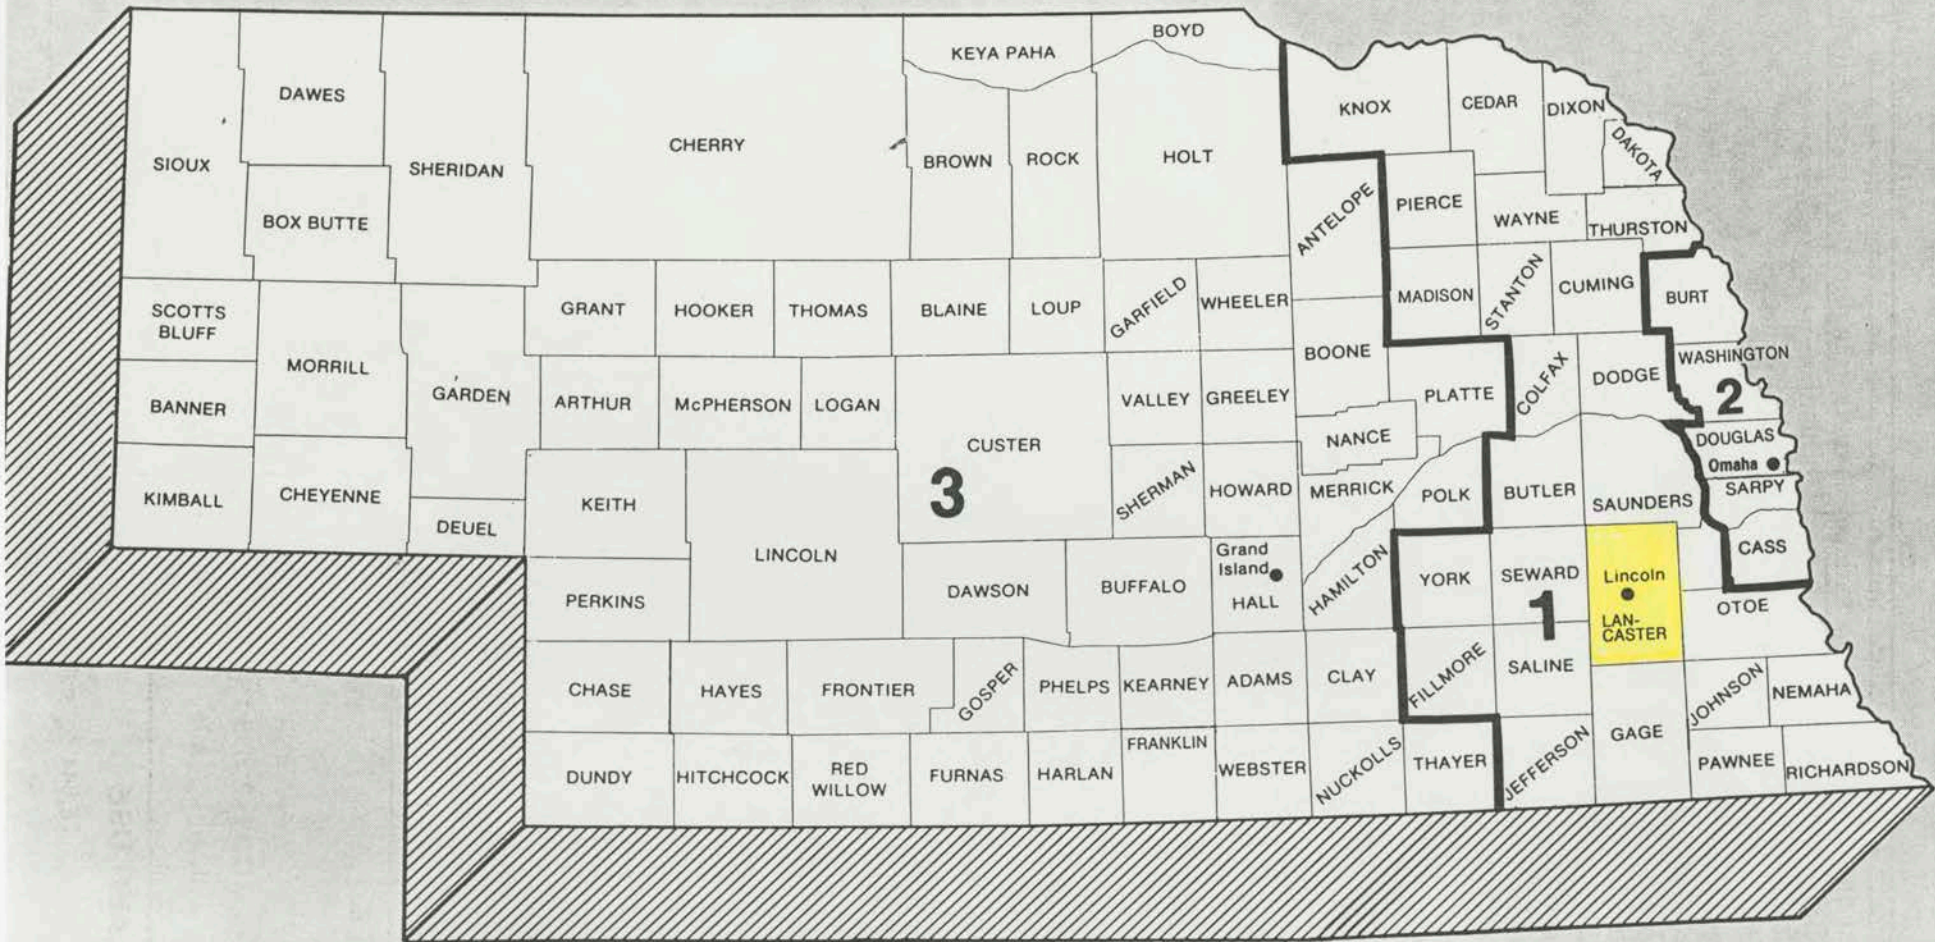 KEYA PAHA
BOYD
DAWES
SIOUX
SHERIDAN
CHERRY
BROWN
ROCK
HOLT
KNOX
CEDAR
DIXON
DAKOTA
BOX BUTTE
ANTELOPE
PIERCE
WAYNE
THURSTON
SCOTTS
BLUFF
MORRILL
GARDEN
GRANT
HOOKER
THOMAS
BLAINE
LOUP
GARFIELD
WHEELER
BOONE
MADISON
STANTON
CUMING
BURT
WASHINGTON
2
BANNER
ARTHUR
McPHERSON
LOGAN
CUSTER
3
VALLEY
GREELEY
NANCE
PLATTE
COLFAX
DODGE
DOUGLAS
Omaha
SARPY
KIMBALL
CHEYENNE
DEUEL
KEITH
LINCOLN
SHERMAN
HOWARD
MERRICK
POLK
BUTLER
SAUNDERS
CASS
PERKINS
DAWSON
BUFFALO
Grand
Island
HALL
HAMILTON
YORK
SEWARD
1
Lincoln
LAN-
CASTER
OTOE
CHASE
HAYES
FRONTIER
GOSPER
PHELPS
KEARNEY
ADAMS
CLAY
FILLMORE
SALINE
GAGE
JOHNSON
NEMAHA
DUNDY
HITCHCOCK
RED
WILLOW
FURNAS
HARLAN
FRANKLIN
WEBSTER
NUCKOLLS
THAYER
JEFFERSON
PAWNEE
RICHARDSON